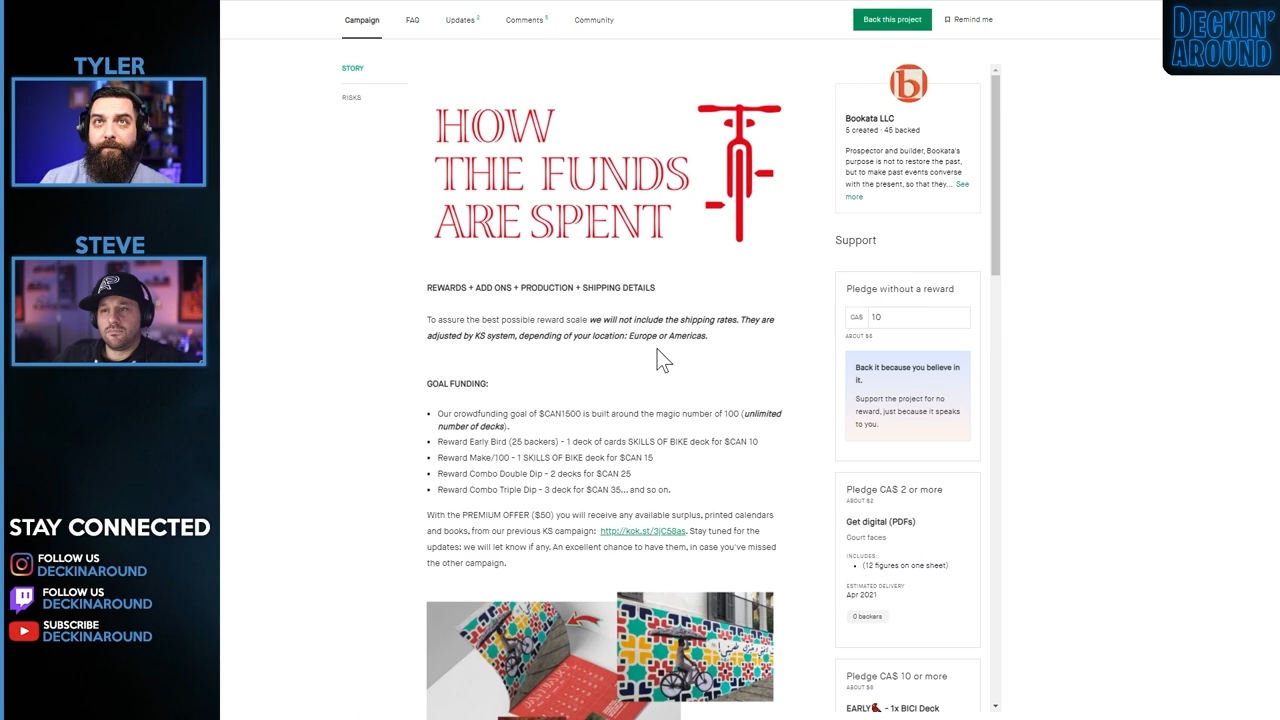 Campaign
FAQ
Updates 2
Comments
Community
Back this project
Remind me
DECKIN'
AROUND
TYLER
STEVE
STAY CONNECTED
FOLLOW US
DECKINAROUND
FOLLOW US
DECKINAROUND
SUBSCRIBE
DECKINAROUND
STORY
RISKS
HOW
THE FUNDS
ARE SPENT
REWARDS + ADD ONS + PRODUCTION + SHIPPING DETAILS
To assure the best possible reward scale we will not include the shipping rates. They are
adjusted by KS system, depending of your location: Europe or Americas.
GOAL FUNDING:
• Our crowdfunding goal of $CAN1500 is built around the magic number of 100 (unlimited
number of decks).
• Reward Early Bird (25 backers) - 1 deck of cards SKILLS OF BIKE deck for $CAN 10
• Reward Make/100 - 1 SKILLS OF BIKE deck for $CAN 15
• Reward Combo Double Dip - 2 decks for $CAN 25
• Reward Combo Triple Dip - 3 deck for $CAN 35... and so on.
With the PREMIUM OFFER ($50) you will receive any available surplus, printed calendars
and books, from our previous KS campaign: http://kck.st/3jC58as. Stay tuned for the
updates: we will let know if any. An excellent chance to have them, in case you've missed
the other campaign.
b
Bookata LLC
5 created · 45 backed
Prospector and builder, Bookata's
purpose is not to restore the past,
but to make past events converse
with the present, so that they... See
more
Support
Pledge without a reward
CA$ 10
ABOUT $8
Back it because you believe in
it.
Support the project for no
reward, just because it speaks
to you.
Pledge CA$ 2 or more
ABOUT $2
Get digital (PDFs)
Court faces
INCLUDES:
• (12 figures on one sheet)
ESTIMATED DELIVERY
Apr 2021
0 backers
Pledge CA$ 10 or more
ABOUT $8
EARLY - 1x BICI Deck